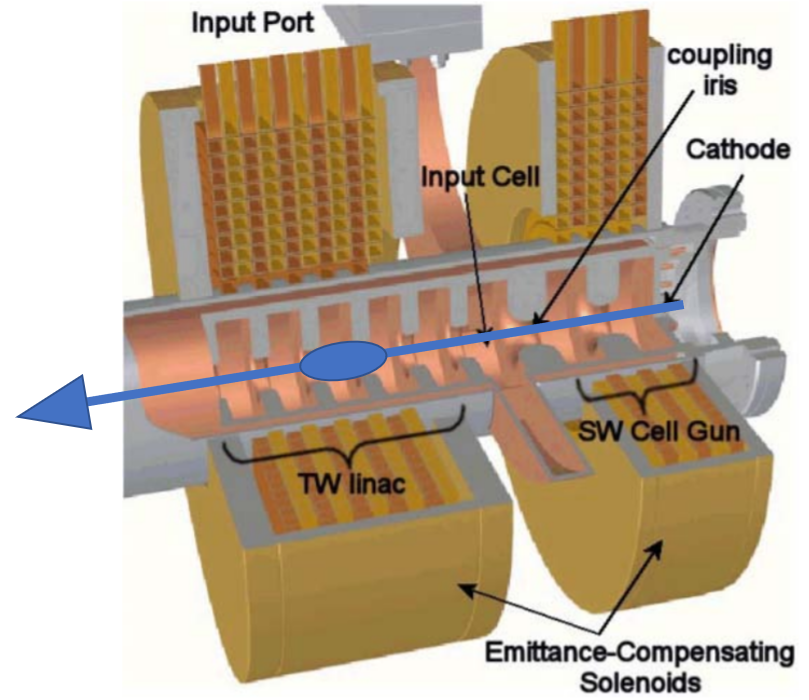 Input Port
coupling
iris
Cathode
Input Cell
SW Cell Gun
TW linac
Emittance-Compensating
Solenoids